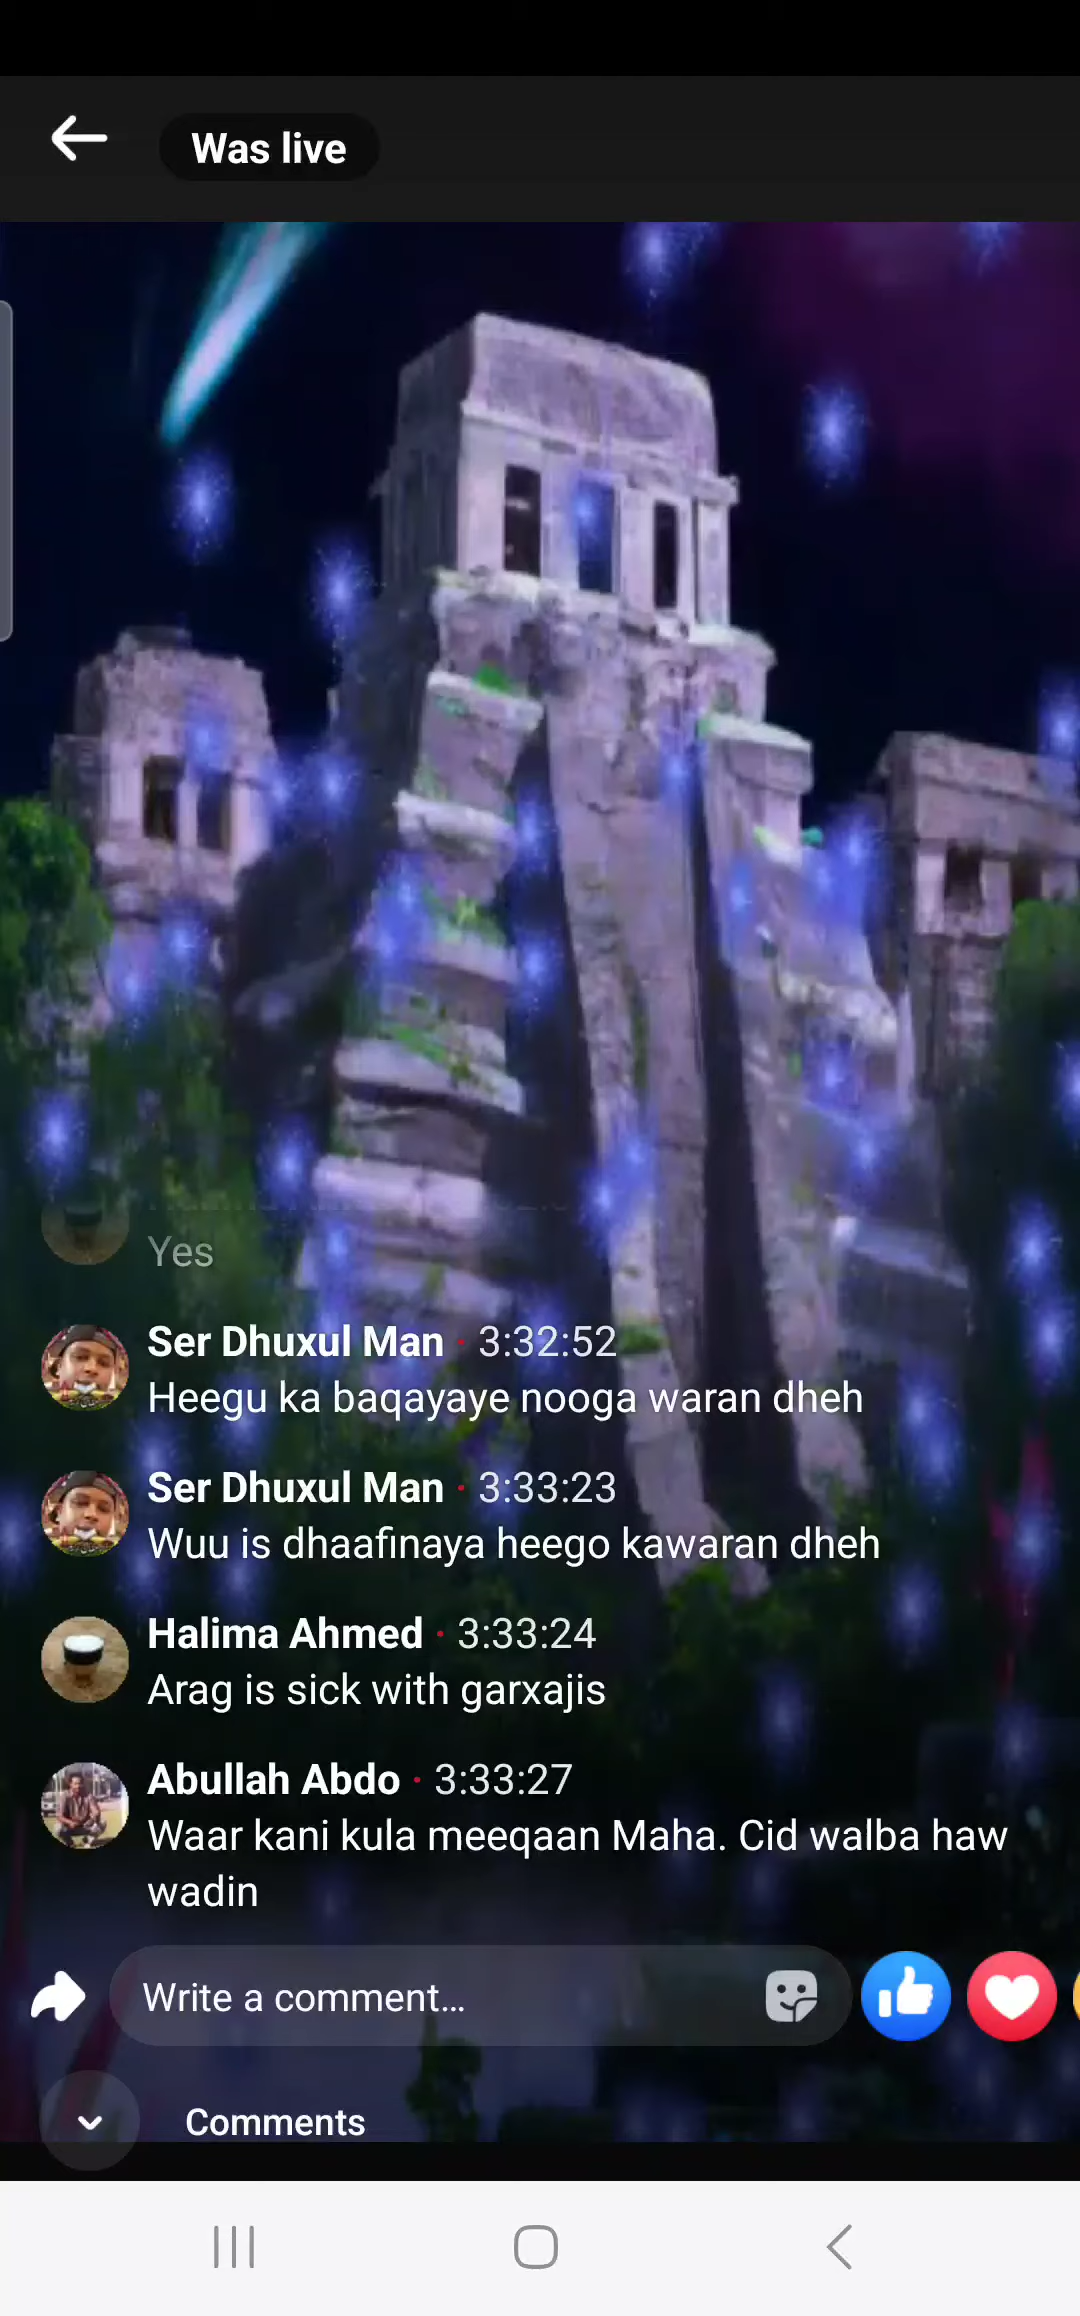 Was live
Yes
Ser Dhuxul Man · 3:32:52
Heegu ka baqayaye nooga waran dheh
Ser Dhuxul Man · 3:33:23
Wuu is dhaafinaya heego kawaran dheh
Halima Ahmed · 3:33:24
Arag is sick with garxajis
Abullah Abdo · 3:33:27
Waar kani kula meeqaan Maha. Cid walba haw
wadin
Write a comment...
Comments